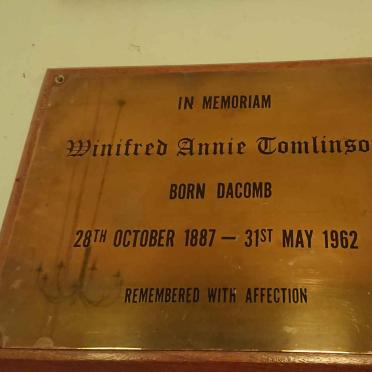 IN MEMORIAM
Winifred Annie Tomlinso
BORN DACOMB
28TH OCTOBER 1887 — 31ST MAY 1962
REMEMBERED WITH AFFECTION